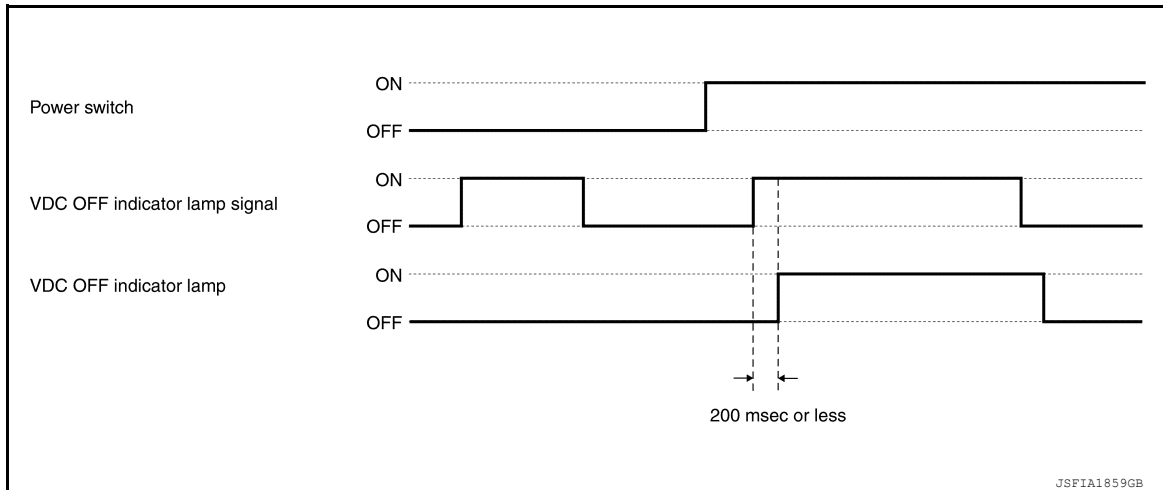 ON
Power switch
OFF
ON
VDC OFF indicator lamp signal
OFF
ON
VDC OFF indicator lamp
OFF
200 msec or less
JSFIA1859GB